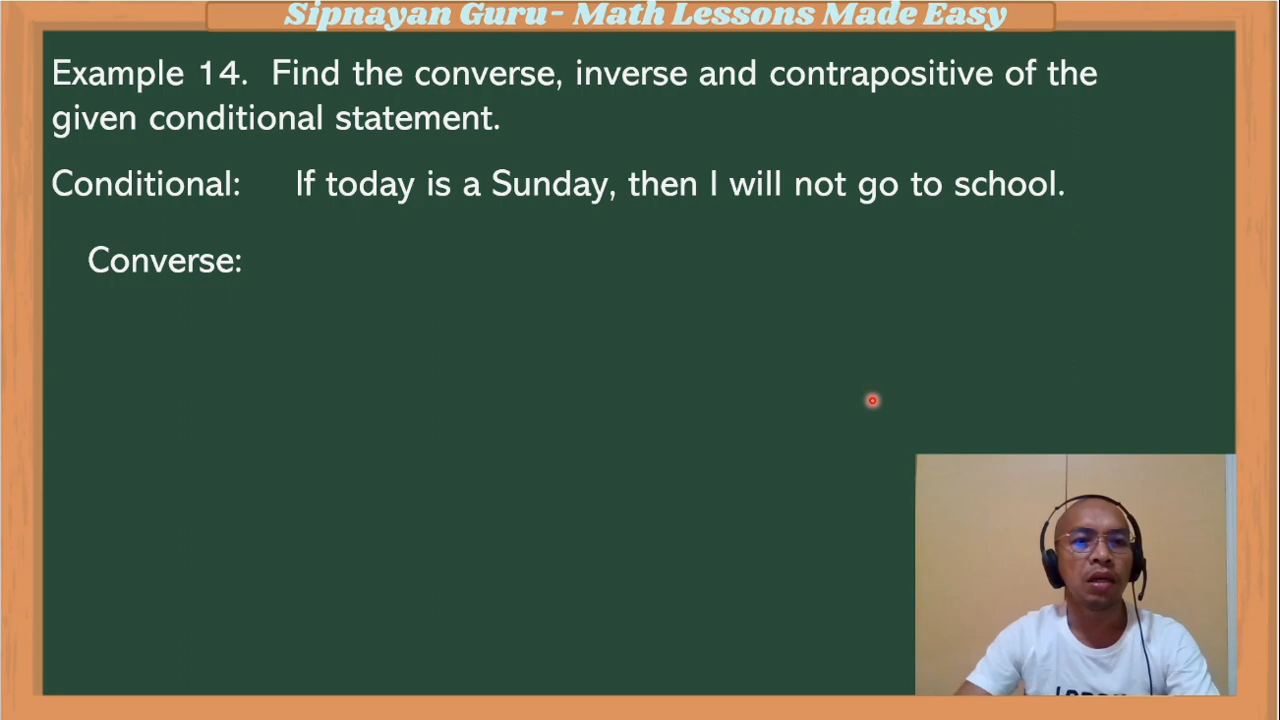 Sipnayan Guru- Math Lessons Made Easy
Example 14. Find the converse, inverse and contrapositive of the
given conditional statement.
Conditional: If today is a Sunday, then I will not go to school.
Converse: